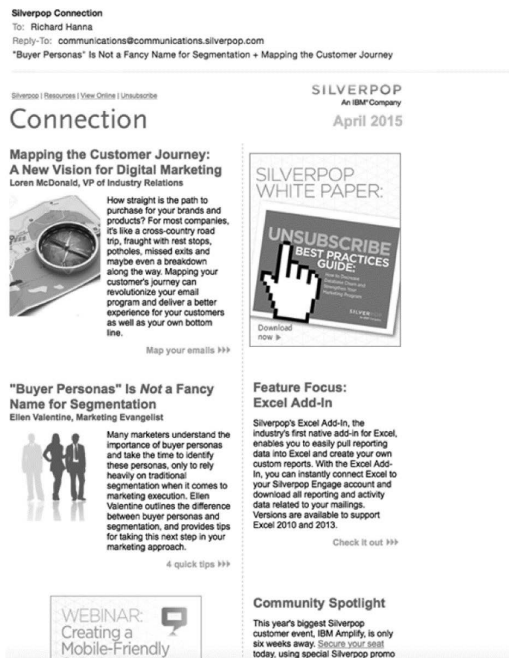 Silverpop Connection
To: Richard Hanna
Reply-To: communications@communications.silverpop.com
"Buyer Personas" Is Not a Fancy Name for Segmentation + Mapping the Customer Journey
Silverpop | Resources | View Online | Unsubscribe
SILVERPOP
An IBM® Company
Connection
April 2015
Mapping the Customer Journey:
A New Vision for Digital Marketing
Loren McDonald, VP of Industry Relations
How straight is the path to
purchase for your brands and
products? For most companies,
it's like a cross-country road
trip, fraught with rest stops,
potholes, missed exits and
maybe even a breakdown
along the way. Mapping your
customer's journey can
revolutionize your email
program and deliver a better
experience for your customers
as well as your own bottom
line.
Map your emails >>>
SILVERPOP
WHITE PAPER:
UNSUBSCRIBE
BEST PRACTICES
GUIDE:
How to Decrease
Database Churn and
Strengthen Your
Marketing Program
SILVERPOP
Download
now
"Buyer Personas" Is Not a Fancy
Name for Segmentation
Ellen Valentine, Marketing Evangelist
Many marketers understand the
importance of buyer personas
and take the time to identify
these personas, only to rely
heavily on traditional
segmentation when it comes to
marketing execution. Ellen
Valentine outlines the difference
between buyer personas and
segmentation, and provides tips
for taking this next step in your
marketing approach.
4 quick tips >>>
Feature Focus:
Excel Add-In
Silverpop's Excel Add-In, the
industry's first native add-in for Excel,
enables you to easily pull reporting
data into Excel and create your own
custom reports. With the Excel Add-
In, you can instantly connect Excel to
your Silverpop Engage account and
download all reporting and activity
data related to your mailings.
Versions are available to support
Excel 2010 and 2013.
Check it out >>>
WEBINAR:
Creating a
Mobile-Friendly
Community Spotlight
This year's biggest Silverpop
customer event, IBM Amplify, is only
six weeks away. Secure your seat
today, using special Silverpop promo